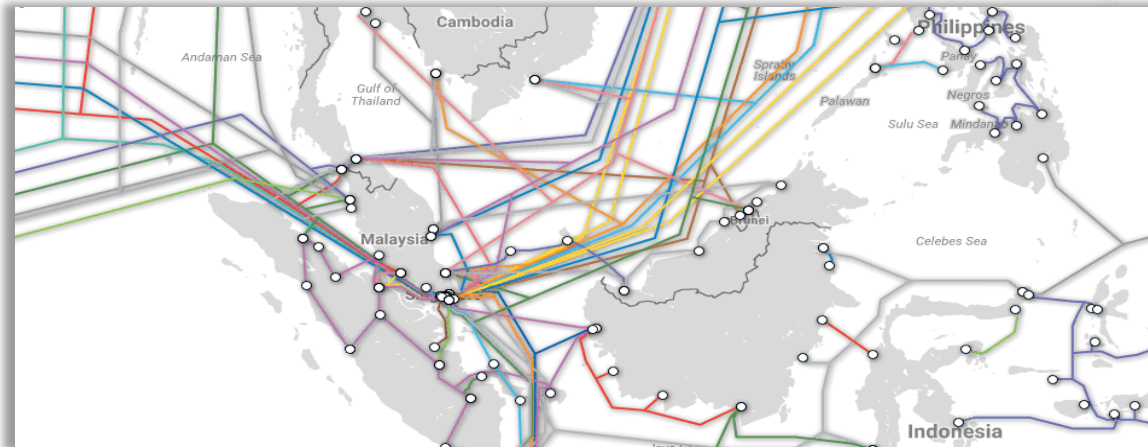 Cambodia
Philippines
Andaman Sea
Spratly
Islands
Panay
Gulf of
Thailand
Negros
Palawan
Sulu Sea
Mindanao
Brunei
Malaysia
Celebes Sea
Indonesia